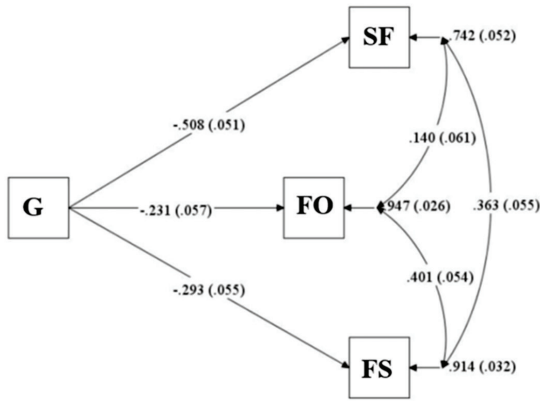 SF
.742 (.052)
-.508 (.051)
.140 (.061)
G
-.231 (.057)
FO
.947 (.026)
.363 (.055)
.401 (.054)
-.293 (.055)
FS
.914 (.032)